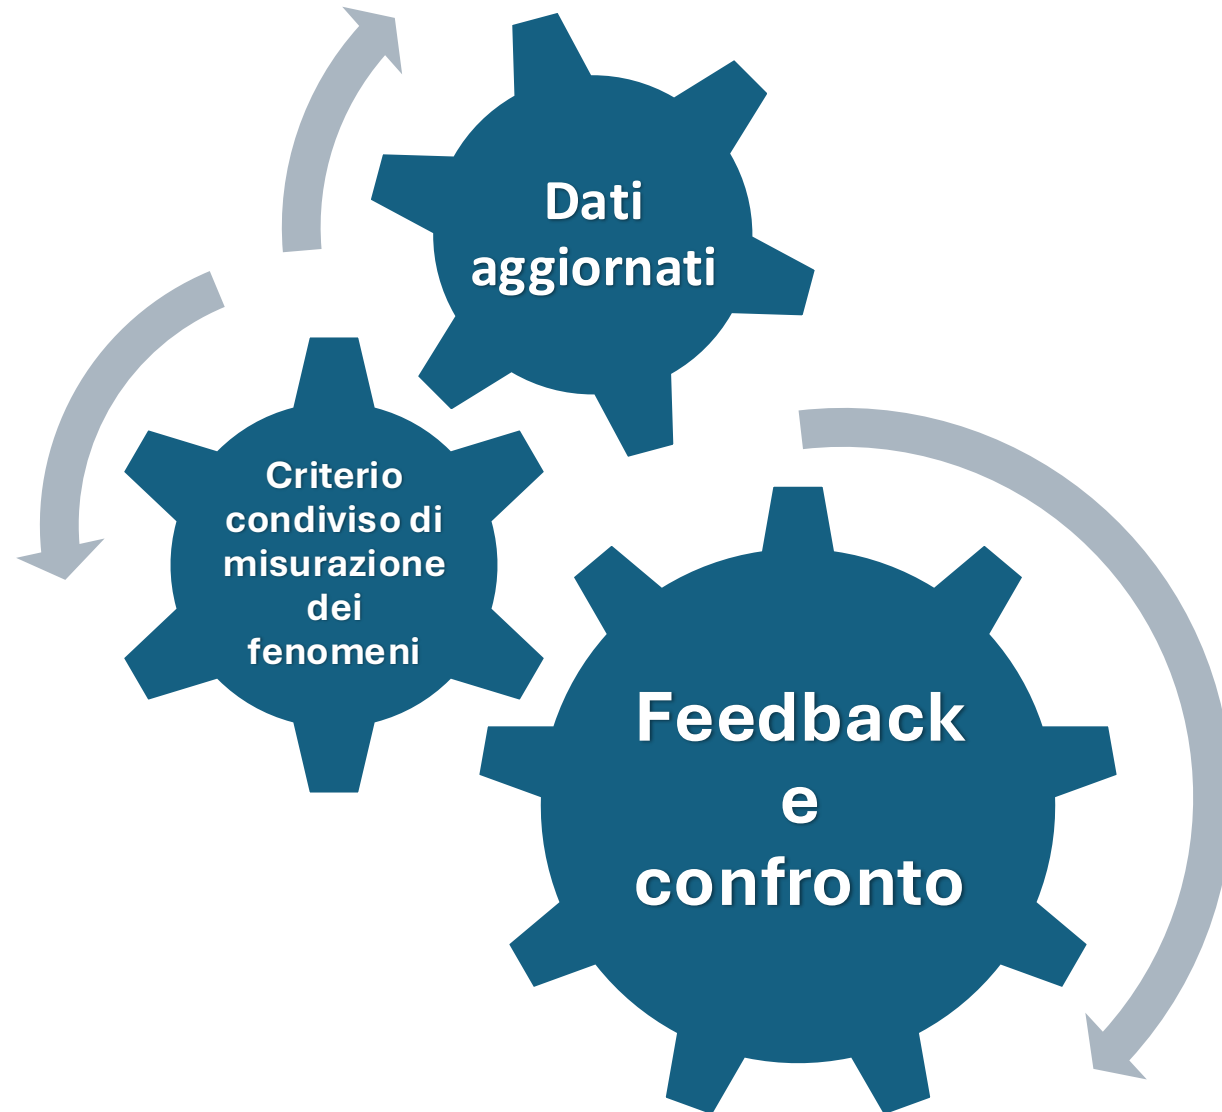 Dati
aggiornati
Criterio
condiviso di
misurazione
dei
fenomeni
Feedback
e
confronto